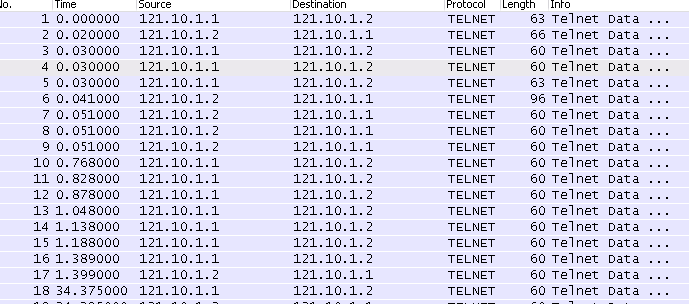 No. Time Source Destination Protocol Length Info
1 0.000000 121.10.1.1 121.10.1.2 TELNET 63 Telnet Data ...
2 0.020000 121.10.1.2 121.10.1.1 TELNET 66 Telnet Data ...
3 0.030000 121.10.1.1 121.10.1.2 TELNET 60 Telnet Data ...
4 0.030000 121.10.1.1 121.10.1.2 TELNET 60 Telnet Data ...
5 0.030000 121.10.1.1 121.10.1.2 TELNET 63 Telnet Data ...
6 0.041000 121.10.1.2 121.10.1.1 TELNET 96 Telnet Data ...
7 0.051000 121.10.1.2 121.10.1.1 TELNET 60 Telnet Data ...
8 0.051000 121.10.1.2 121.10.1.1 TELNET 60 Telnet Data ...
9 0.051000 121.10.1.2 121.10.1.1 TELNET 60 Telnet Data ...
10 0.768000 121.10.1.1 121.10.1.2 TELNET 60 Telnet Data ...
11 0.828000 121.10.1.1 121.10.1.2 TELNET 60 Telnet Data ...
12 0.878000 121.10.1.1 121.10.1.2 TELNET 60 Telnet Data ...
13 1.048000 121.10.1.1 121.10.1.2 TELNET 60 Telnet Data ...
14 1.138000 121.10.1.1 121.10.1.2 TELNET 60 Telnet Data ...
15 1.188000 121.10.1.1 121.10.1.2 TELNET 60 Telnet Data ...
16 1.389000 121.10.1.1 121.10.1.2 TELNET 60 Telnet Data ...
17 1.399000 121.10.1.2 121.10.1.1 TELNET 60 Telnet Data ...
18 34.375000 121.10.1.1 121.10.1.2 TELNET 60 Telnet Data ...